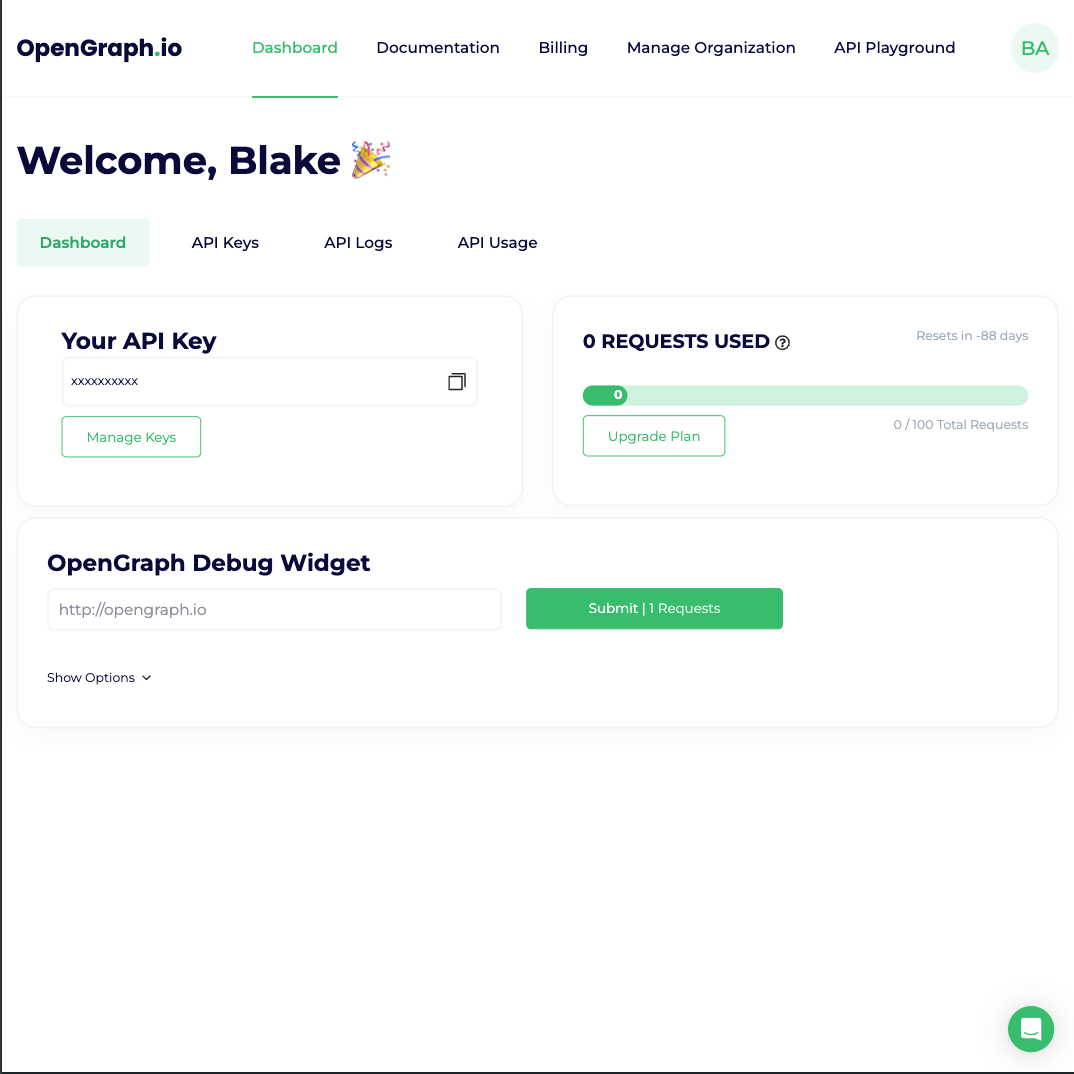 OpenGraph.io
Dashboard
Documentation
Billing
Manage Organization
API Playground
BA
Welcome, Blake 🎉
Dashboard
API Keys
API Logs
API Usage
Your API Key
xxxxxxxxxx
Manage Keys
0 REQUESTS USED ?
Resets in -88 days
0
0 / 100 Total Requests
Upgrade Plan
OpenGraph Debug Widget
http://opengraph.io
Submit | 1 Requests
Show Options